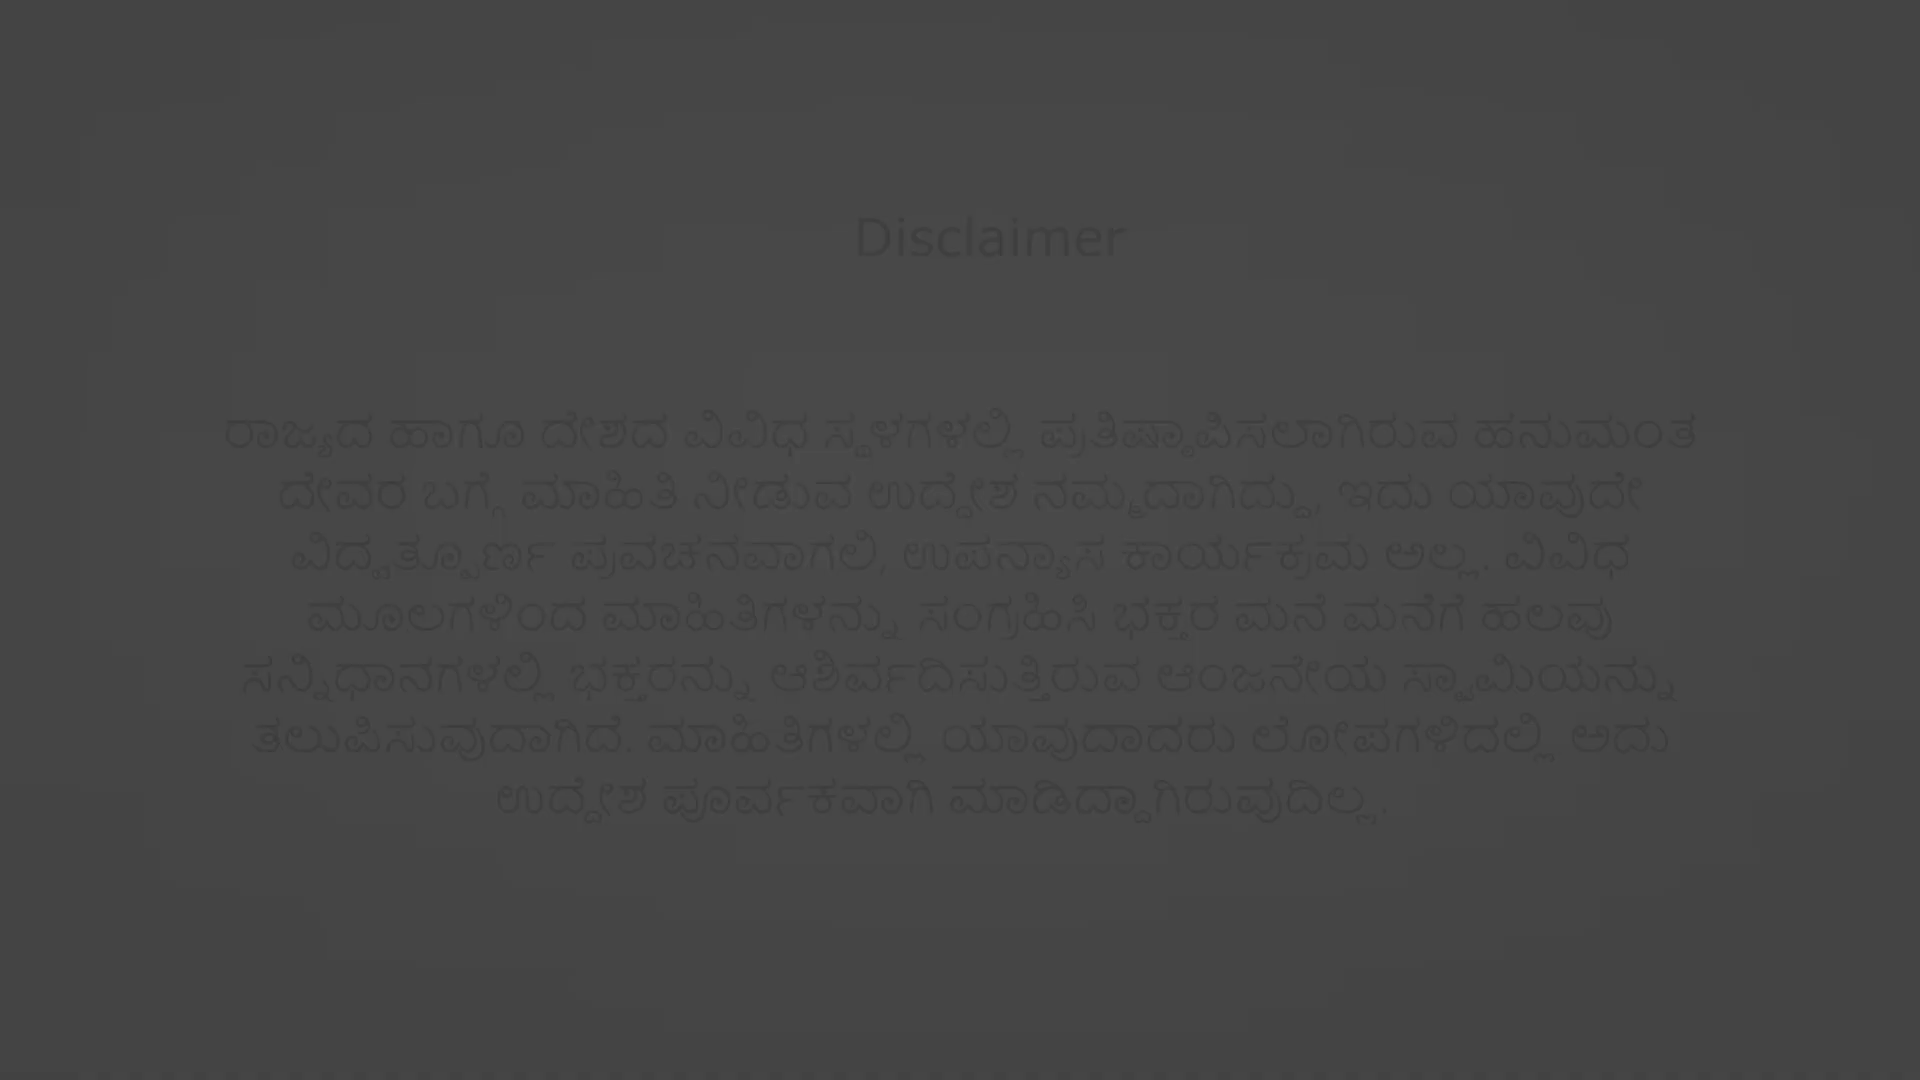 Disclaimer
ರಾಜ್ಯದ ಹಾಗೂ ದೇಶದ ವಿವಿಧ ಸ್ಥಳಗಳಲ್ಲಿ ಪ್ರತಿಷ್ಠಾಪಿಸಲಾಗಿರುವ ಹನುಮಂತ
ದೇವರ ಬಗ್ಗೆ ಮಾಹಿತಿ ನೀಡುವ ಉದ್ದೇಶ ನಮ್ಮದಾಗಿದ್ದು, ಇದು ಯಾವುದೇ
ವಿದ್ವತ್ಪೂರ್ಣ ಪ್ರವಚನವಾಗಲಿ, ಉಪನ್ಯಾಸ ಕಾರ್ಯಕ್ರಮ ಅಲ್ಲ. ವಿವಿಧ
ಮೂಲಗಳಿಂದ ಮಾಹಿತಿಗಳನ್ನು ಸಂಗ್ರಹಿಸಿ ಭಕ್ತರ ಮನೆ ಮನೆಗೆ ಹಲವು
ಸನ್ನಿಧಾನಗಳಲ್ಲಿ ಭಕ್ತರನ್ನು ಆಶಿರ್ವದಿಸುತ್ತಿರುವ ಆಂಜನೇಯ ಸ್ವಾಮಿಯನ್ನು
ತಲುಪಿಸುವುದಾಗಿದೆ. ಮಾಹಿತಿಗಳಲ್ಲಿ ಯಾವುದಾದರು ಲೋಪಗಳಿದಲ್ಲಿ ಅದು
ಉದ್ದೇಶ ಪೂರ್ವಕವಾಗಿ ಮಾಡಿದ್ದಾಗಿರುವುದಿಲ್ಲ.